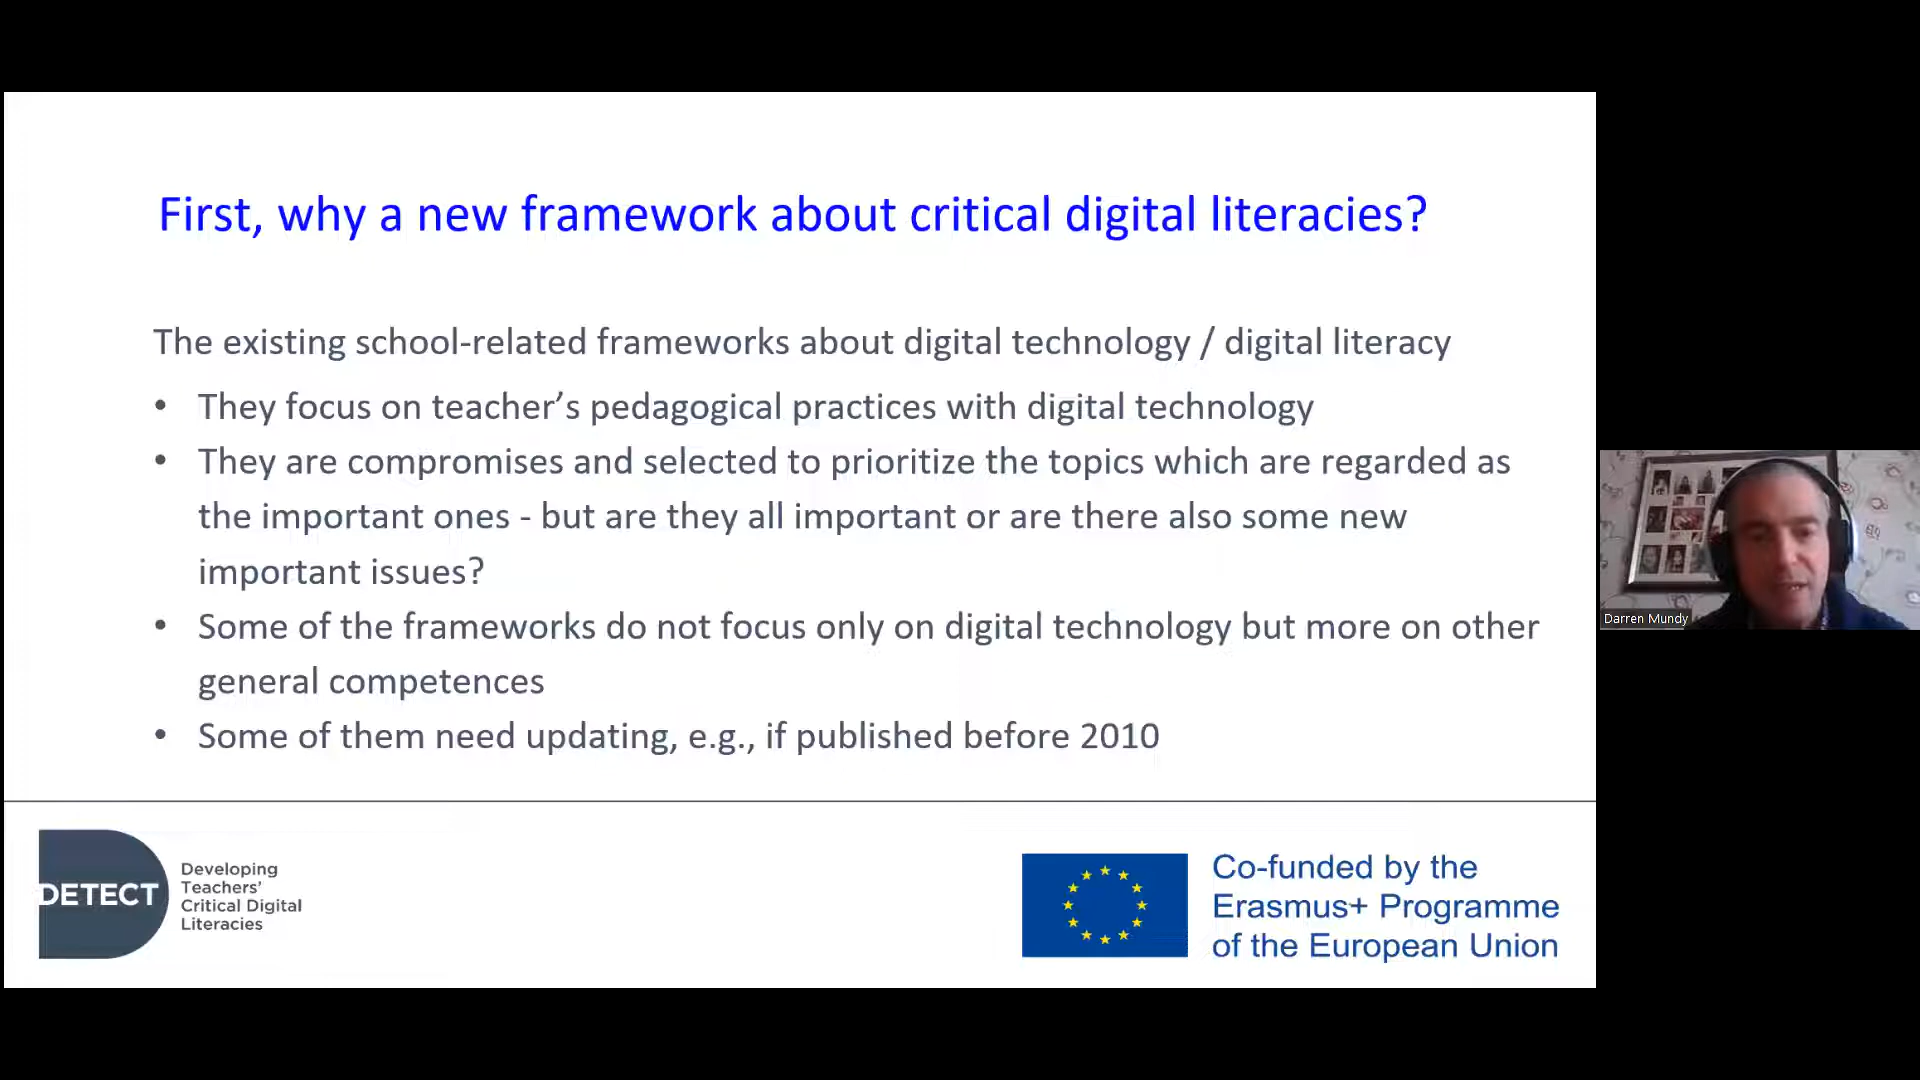 First, why a new framework about critical digital literacies?
The existing school-related frameworks about digital technology / digital literacy
• They focus on teacher’s pedagogical practices with digital technology
• They are compromises and selected to prioritize the topics which are regarded as
the important ones - but are they all important or are there also some new
important issues?
• Some of the frameworks do not focus only on digital technology but more on other
general competences
• Some of them need updating, e.g., if published before 2010
DETECT
Developing
Teachers’
Critical Digital
Literacies
Co-funded by the
Erasmus+ Programme
of the European Union
Darren Mundy